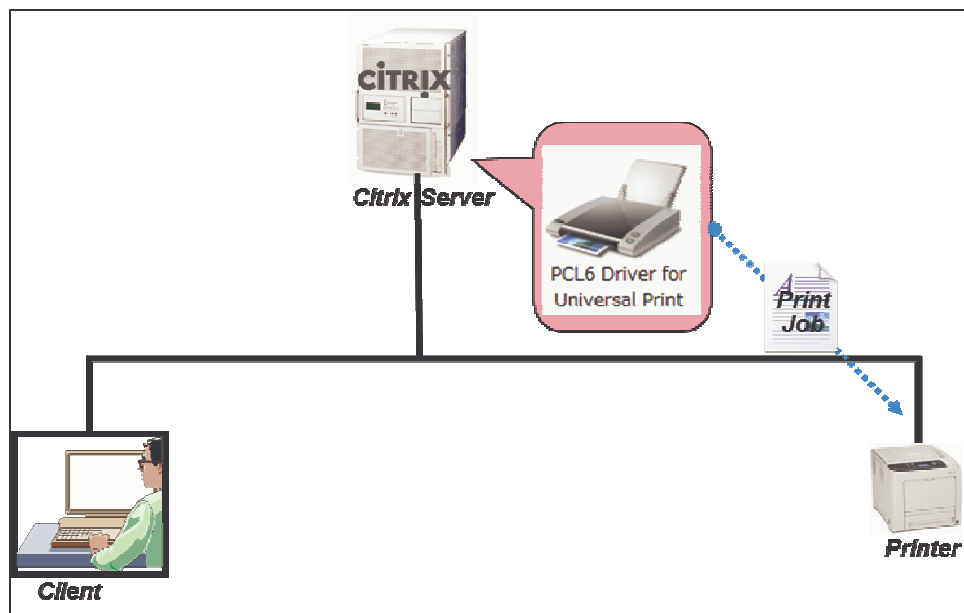 CITRIX
Citrix Server
PCL6 Driver for
Universal Print
Print
Job
Client
Printer